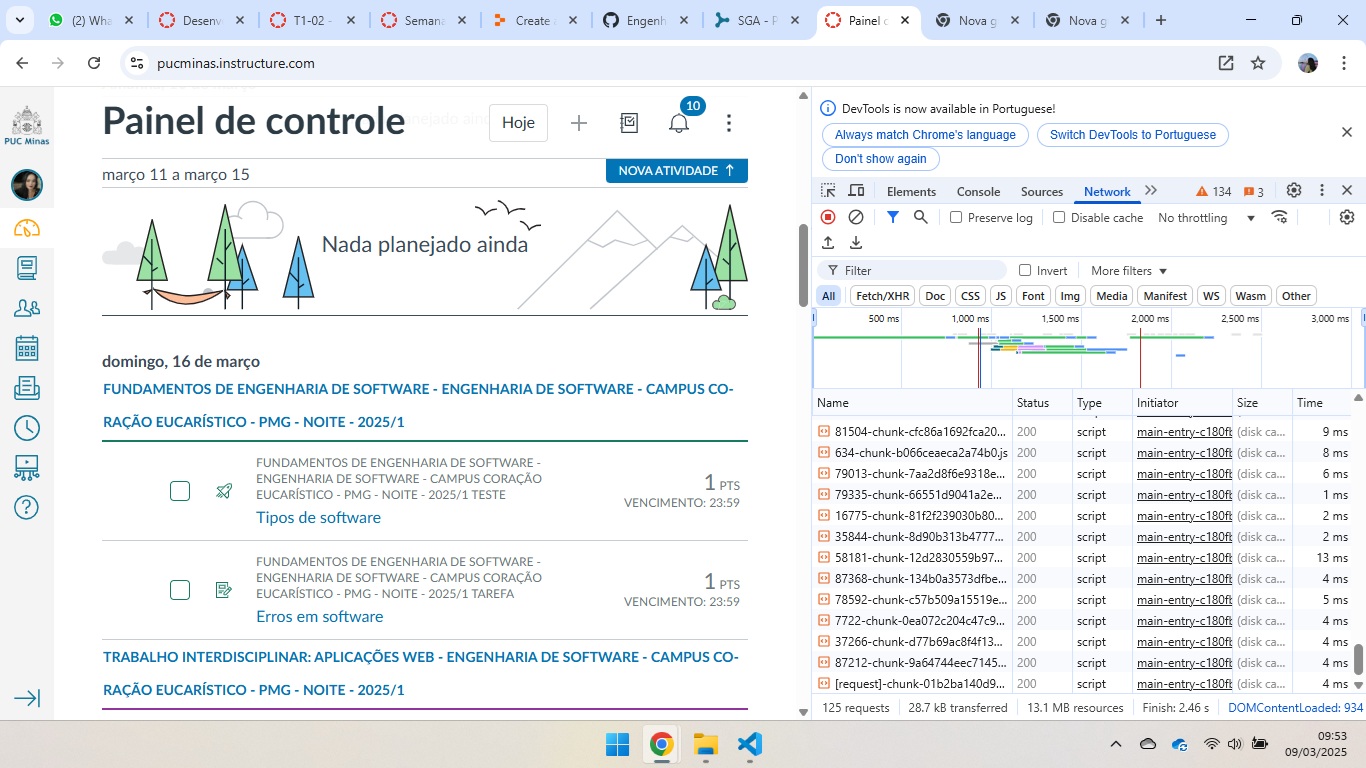 (2) Wha
Desenv
T1-02 -
Semana
Create u
Engenh
SGA - P
Painel d
Nova g
Nova g
pucminas.instructure.com
PUC Minas
Painel de controle
Hoje
10
março 11 a março 15
NOVA ATIVIDADE
Nada planejado ainda
domingo, 16 de março
FUNDAMENTOS DE ENGENHARIA DE SOFTWARE - ENGENHARIA DE SOFTWARE - CAMPUS CO-
RAÇÃO EUCARÍSTICO - PMG - NOITE - 2025/1
FUNDAMENTOS DE ENGENHARIA DE SOFTWARE -
ENGENHARIA DE SOFTWARE - CAMPUS CORAÇÃO
EUCARÍSTICO - PMG - NOITE - 2025/1 TESTE
Tipos de software
1 PTS
VENCIMENTO: 23:59
FUNDAMENTOS DE ENGENHARIA DE SOFTWARE -
ENGENHARIA DE SOFTWARE - CAMPUS CORAÇÃO
EUCARÍSTICO - PMG - NOITE - 2025/1 TAREFA
Erros em software
1 PTS
VENCIMENTO: 23:59
TRABALHO INTERDISCIPLINAR: APLICAÇÕES WEB - ENGENHARIA DE SOFTWARE - CAMPUS CO-
RAÇÃO EUCARÍSTICO - PMG - NOITE - 2025/1
DevTools is now available in Portuguese!
Always match Chrome's language
Switch DevTools to Portuguese
Don't show again
Elements Console Sources Network 134 3
Preserve log Disable cache No throttling
Filter Invert More filters
All Fetch/XHR Doc CSS JS Font Img Media Manifest WS Wasm Other
500 ms 1,000 ms 1,500 ms 2,000 ms 2,500 ms 3,000 ms
Name Status Type Initiator Size Time
81504-chunk-cfc86a1692fca20... 200 script main-entry-c180fb (disk ca... 9 ms
634-chunk-b066ceaeca2a74b0.js 200 script main-entry-c180fb (disk ca... 8 ms
79013-chunk-7aa2d8f6e9318e... 200 script main-entry-c180fb (disk ca... 6 ms
79335-chunk-66551d9041a2e... 200 script main-entry-c180fb (disk ca... 1 ms
16775-chunk-81f2f239030b80... 200 script main-entry-c180fb (disk ca... 2 ms
35844-chunk-8d90b313b4777... 200 script main-entry-c180fb (disk ca... 2 ms
58181-chunk-12d2830559b97... 200 script main-entry-c180fb (disk ca... 13 ms
87368-chunk-134b0a3573dfbe... 200 script main-entry-c180fb (disk ca... 4 ms
78592-chunk-c57b509a15519e... 200 script main-entry-c180fb (disk ca... 5 ms
7722-chunk-0ea072c204c47c9... 200 script main-entry-c180fb (disk ca... 4 ms
37266-chunk-d77b69ac8f4f13... 200 script main-entry-c180fb (disk ca... 4 ms
87212-chunk-9a64744eec7145... 200 script main-entry-c180fb (disk ca... 4 ms
[request]-chunk-01b2ba140d9... 200 script main-entry-c180fb (disk ca... 4 ms
125 requests 28.7 kB transferred 13.1 MB resources Finish: 2.46 s DOMContentLoaded: 934
09:53
09/03/2025